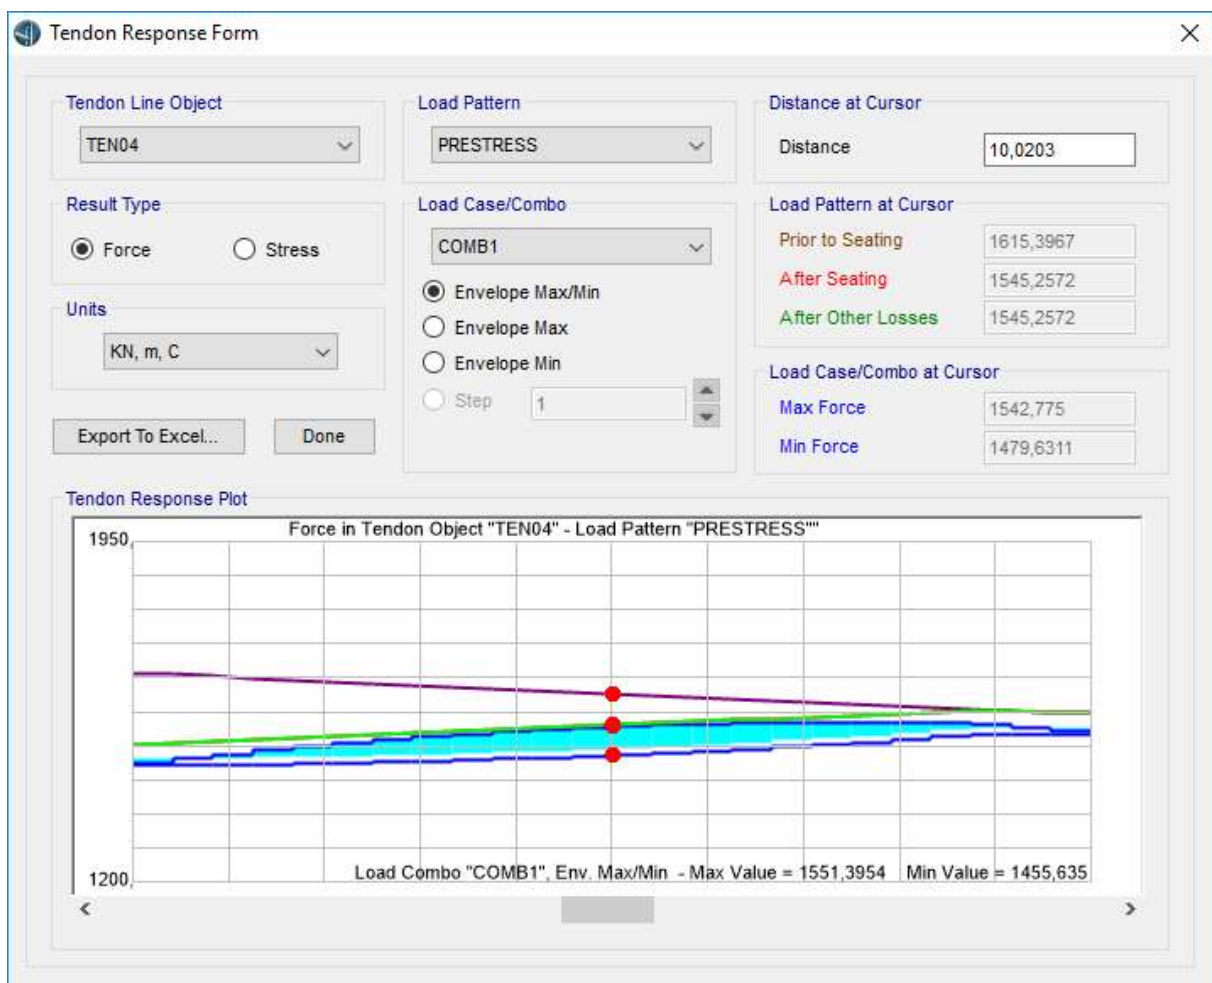 Tendon Response Form
Tendon Line Object
TEN04
Load Pattern
PRESTRESS
Distance at Cursor
Distance 10,0203
Result Type
Force Stress
Load Case/Combo
COMB1
Envelope Max/Min
Envelope Max
Envelope Min
Step 1
Load Pattern at Cursor
Prior to Seating 1615,3967
After Seating 1545,2572
After Other Losses 1545,2572
Units
KN, m, C
Load Case/Combo at Cursor
Max Force 1542,775
Min Force 1479,6311
Export To Excel... Done
Tendon Response Plot
Force in Tendon Object "TEN04" - Load Pattern "PRESTRESS""
1950,
1200,
Load Combo "COMB1", Env. Max/Min - Max Value = 1551,3954 Min Value = 1455,635